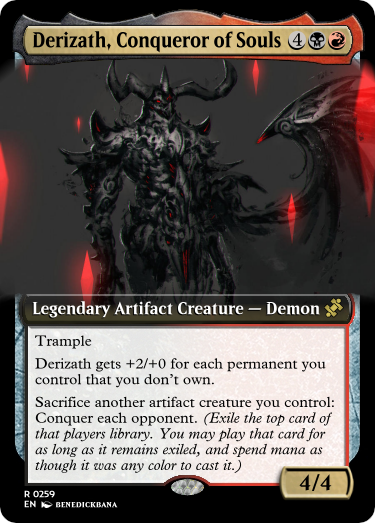 Derizath, Conqueror of Souls 4
Legendary Artifact Creature — Demon
Trample
Derizath gets +2/+0 for each permanent you
control that you don't own.
Sacrifice another artifact creature you control:
Conquer each opponent. (Exile the top card of
that players library. You may play that card for
as long as it remains exiled, and spend mana as
though it was any color to cast it.)
4/4
R 0259
EN BENEDICKBANA